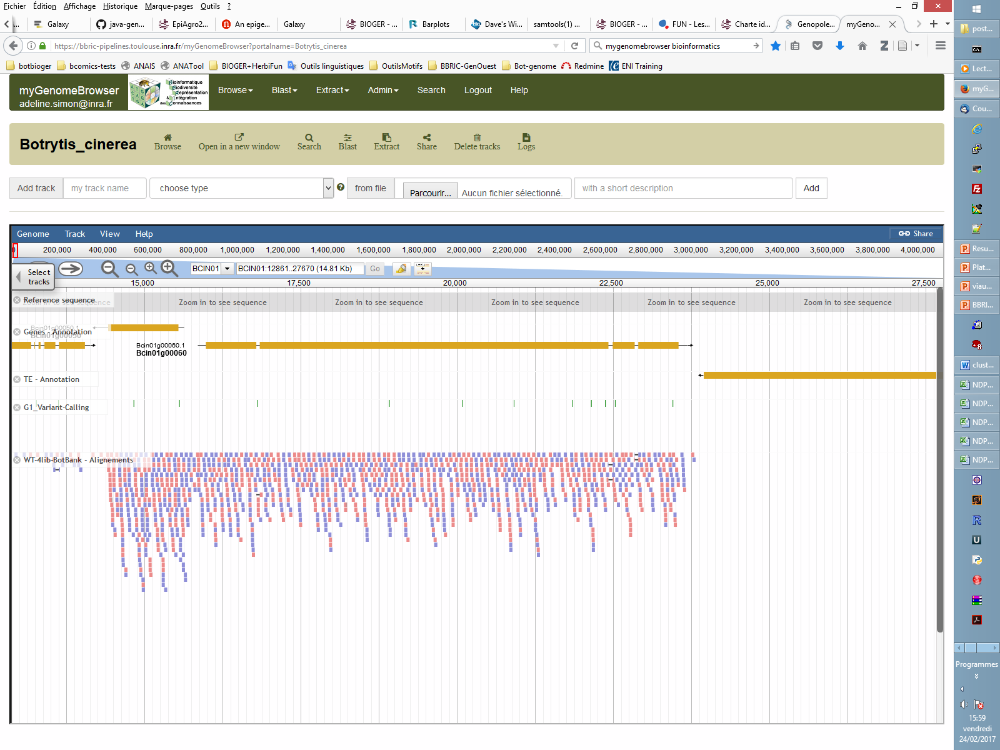 Fichier Édition Affichage Historique Marque-pages Outils ?
Galaxy java-gen... EpiAgro2... An epige... Galaxy BIOGER - ... Barplots Dave's Wi... samtools(1) ... BIOGER - ... FUN - Les... Charte id... Genopole... myGeno...
https://bbric-pipelines.toulouse.inra.fr/myGenomeBrowser?portalname=Botrytis_cinerea
mygenomebrowser bioinformatics
botbioger bcomics-tests ANAIS ANATool BIOGER+HerbiFun Outils linguistiques OutilsMotifs BBRIC-GenOuest Bot-genome Redmine ENI Training
myGenomeBrowser
adeline.simon@inra.fr
Bioinformatique
Biodiversité
Représentation
& Intégration
des Connaissances
Browse Blast Extract Admin Search Logout Help
Botrytis_cinerea
Browse Open in a new window Search Blast Extract Share Delete tracks Logs
Add track my track name choose type from file Parcourir... Aucun fichier sélectionné. with a short description Add
Genome Track View Help Share
0 200,000 400,000 600,000 800,000 1,000,000 1,200,000 1,400,000 1,600,000 1,800,000 2,000,000 2,200,000 2,400,000 2,600,000 2,800,000 3,000,000 3,200,000 3,400,000 3,600,000 3,800,000 4,000,000
BCIN01 BCIN01:12861..27670 (14.81 Kb) Go
Select
tracks
15,000 17,500 20,000 22,500 25,000 27,500
Reference sequence
Zoom in to see sequence Zoom in to see sequence Zoom in to see sequence Zoom in to see sequence Zoom in to see sequence Zoom in to see sequence
Bcin01g00050.1
Genes - Annotation
Bcin01g00050
Bcin01g00060.1
Bcin01g00060
TE - Annotation
G1_Variant-Calling
WT-4lib-BotBank - Alignements
post...
Lect...
myG...
Cou...
Resu...
Plat...
viau...
BBRI...
clust...
NDP...
NDP...
NDP...
NDP...
NDP...
Programmes
15:59
vendredi
24/02/2017